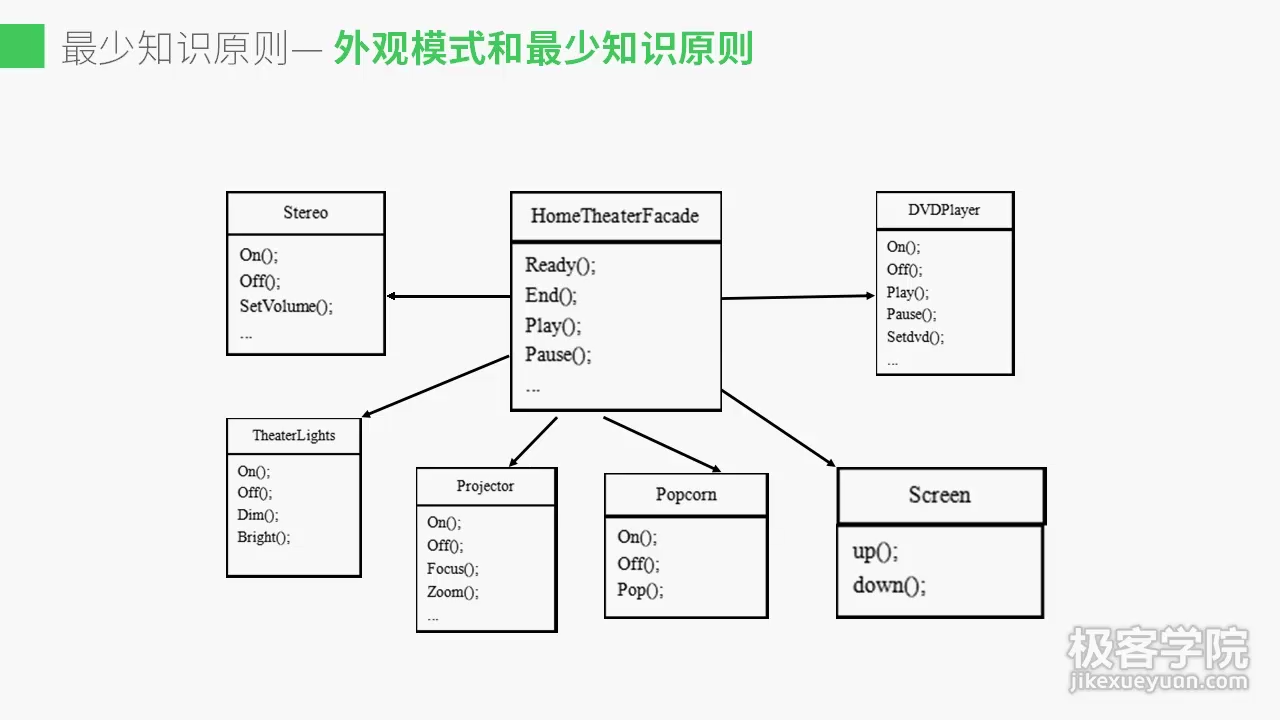 最少知识原则— 外观模式和最少知识原则
Stereo
On();
Off();
SetVolume();
...
HomeTheaterFacade
Ready();
End();
Play();
Pause();
...
DVDPlayer
On();
Off();
Play();
Pause();
Setdvd();
...
TheaterLights
On();
Off();
Dim();
Bright();
Projector
On();
Off();
Focus();
Zoom();
...
Popcorn
On();
Off();
Pop();
Screen
up();
down();
极客学院
jikexueyuan.com